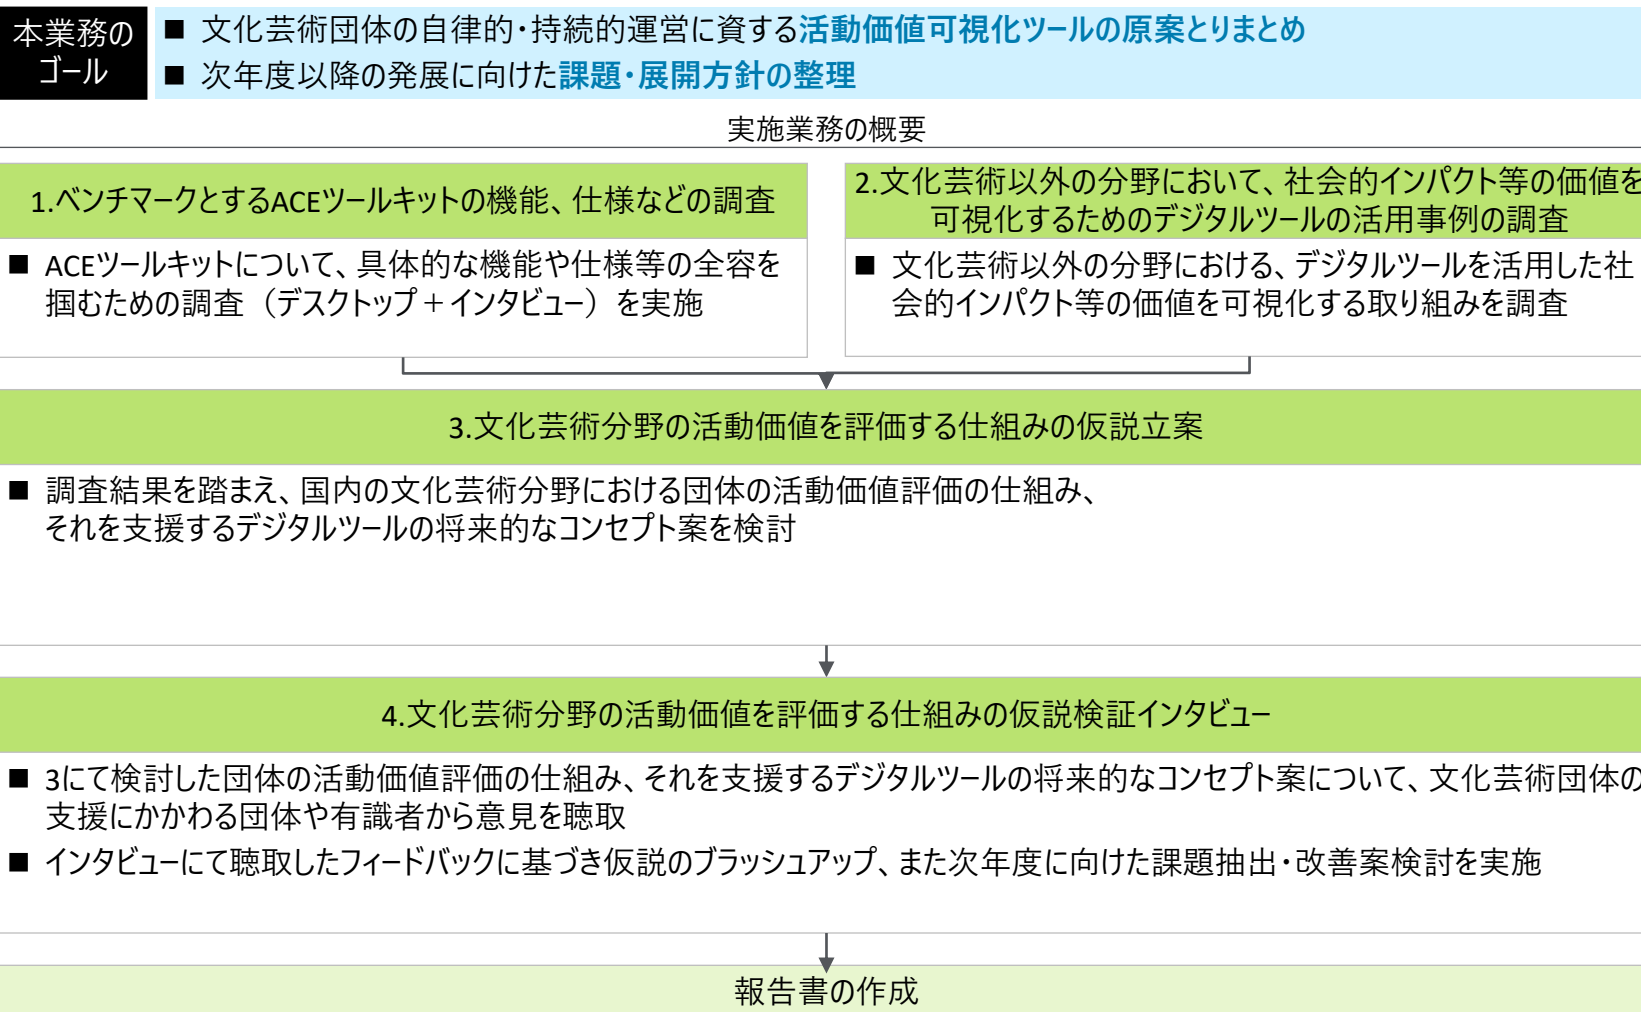 本業務の
ゴール
■ 文化芸術団体の自律的・持続的運営に資する活動価値可視化ツールの原案とりまとめ
■ 次年度以降の発展に向けた課題・展開方針の整理
実施業務の概要
1.ベンチマークとするACEツールキットの機能、仕様などの調査
■ ACEツールキットについて、具体的な機能や仕様等の全容を
掴むための調査（デスクトップ＋インタビュー）を実施
2.文化芸術以外の分野において、社会的インパクト等の価値を
可視化するためのデジタルツールの活用事例の調査
■ 文化芸術以外の分野における、デジタルツールを活用した社
会的インパクト等の価値を可視化する取り組みを調査
3.文化芸術分野の活動価値を評価する仕組みの仮説立案
■ 調査結果を踏まえ、国内の文化芸術分野における団体の活動価値評価の仕組み、
それを支援するデジタルツールの将来的なコンセプト案を検討
4.文化芸術分野の活動価値を評価する仕組みの仮説検証インタビュー
■ 3にて検討した団体の活動価値評価の仕組み、それを支援するデジタルツールの将来的なコンセプト案について、文化芸術団体の
支援にかかわる団体や有識者から意見を聴取
■ インタビューにて聴取したフィードバックに基づき仮説のブラッシュアップ、また次年度に向けた課題抽出・改善案検討を実施
報告書の作成